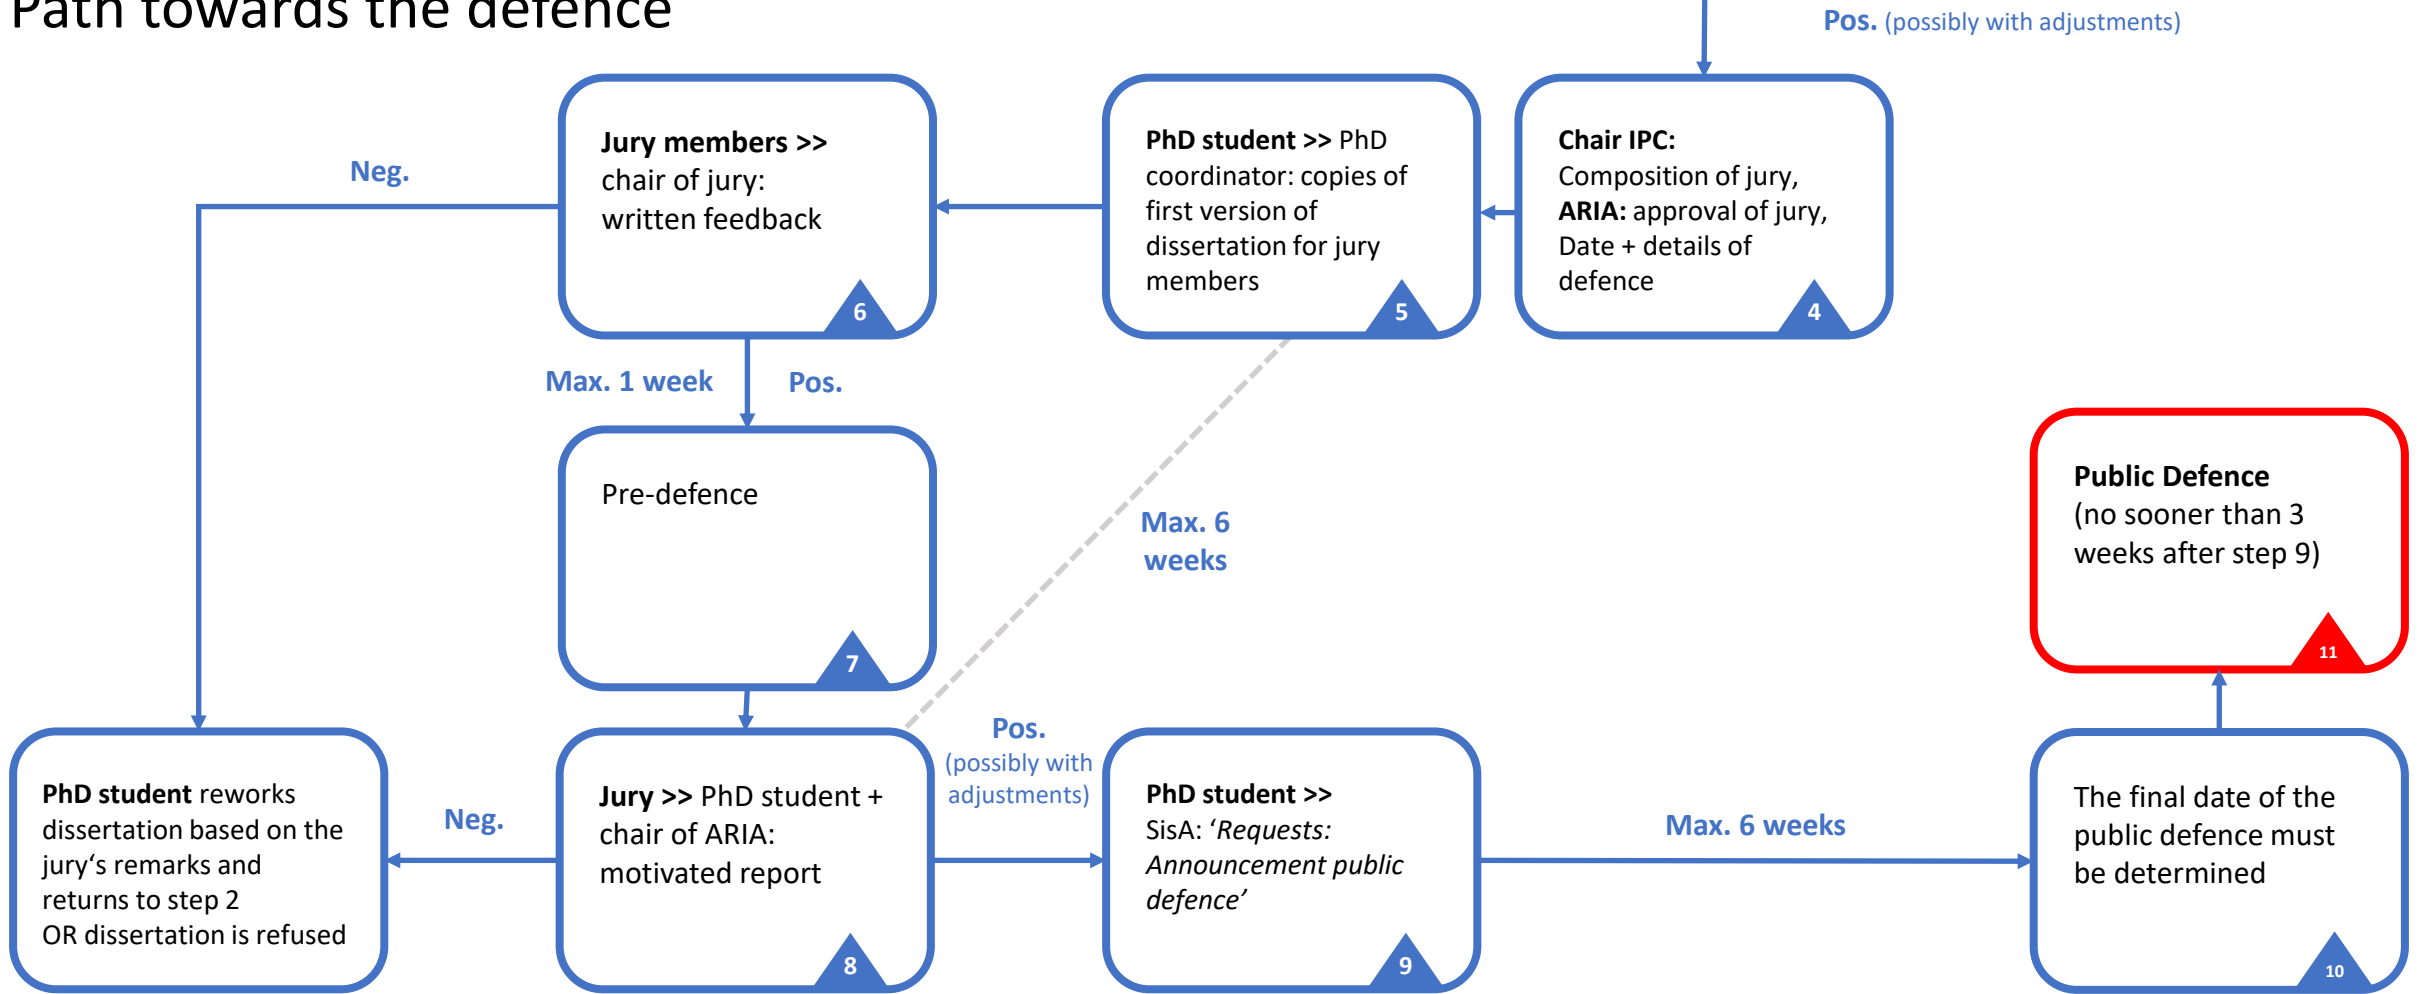 Path towards the defence
Pos. (possibly with adjustments)
Neg.
Jury members >>
chair of jury:
written feedback
6
PhD student >> PhD
coordinator: copies of
first version of
dissertation for jury
members
5
Chair IPC:
Composition of jury,
ARIA: approval of jury,
Date + details of
defence
4
Max. 1 week
Pos.
Pre-defence
7
Max. 6
weeks
Public Defence
(no sooner than 3
weeks after step 9)
11
PhD student reworks
dissertation based on the
jury‘s remarks and
returns to step 2
OR dissertation is refused
Neg.
Jury >> PhD student +
chair of ARIA:
motivated report
8
Pos.
(possibly with
adjustments)
PhD student >>
SisA: ‘Requests:
Announcement public
defence’
9
Max. 6 weeks
The final date of the
public defence must
be determined
10